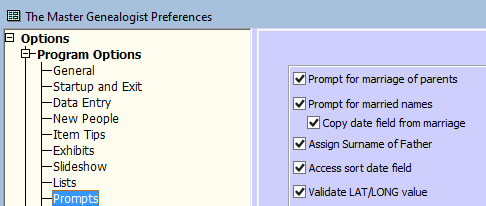 The Master Genealogist Preferences
Options
Program Options
General
Startup and Exit
Data Entry
New People
Item Tips
Exhibits
Slideshow
Lists
Prompts
Prompt for marriage of parents
Prompt for married names
Copy date field from marriage
Assign Surname of Father
Access sort date field
Validate LAT/LONG value